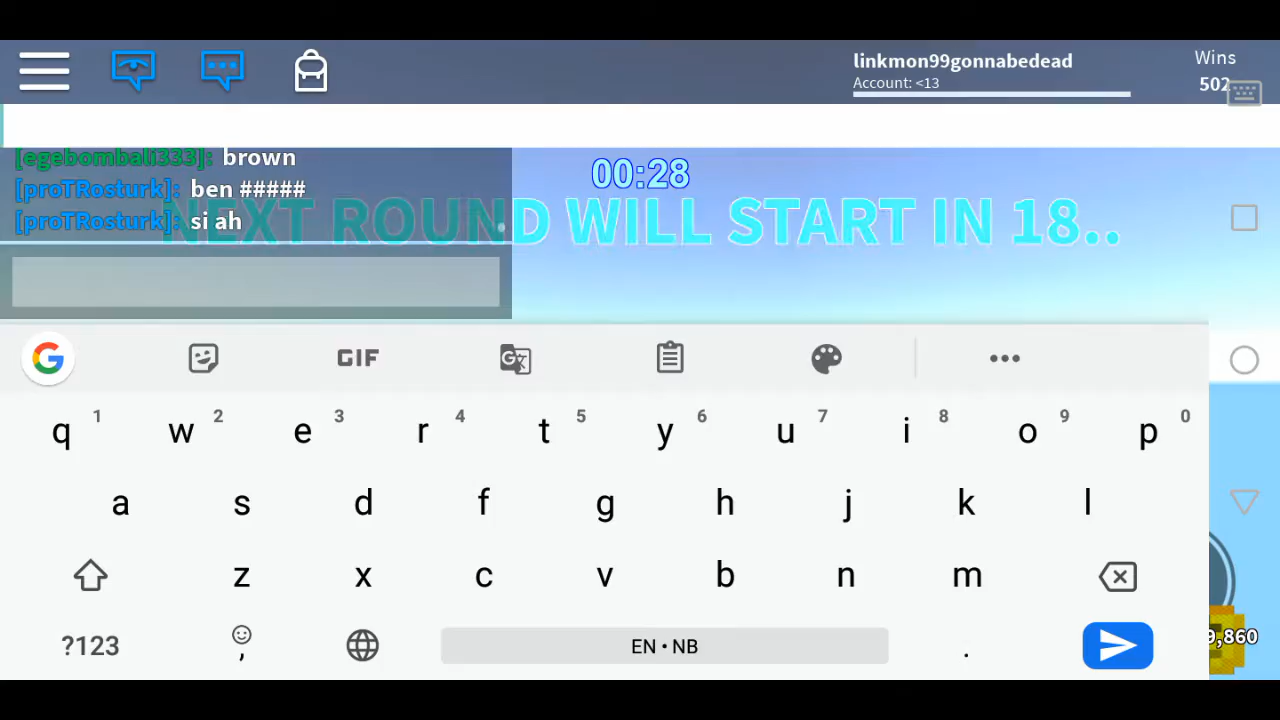 linkmon99gonnabedead
Account: <13
Wins
502
[egebombali333]: brown
[proTRosturk]: ben #####
[proTRosturk]: si ah
00:28
NEXT ROUND WILL START IN 18..
GIF
q 1 w 2 e 3 r 4 t 5 y 6 u 7 i 8 o 9 p 0
a s d f g h j k l
z x c v b n m
?123 , EN • NB .
9,860